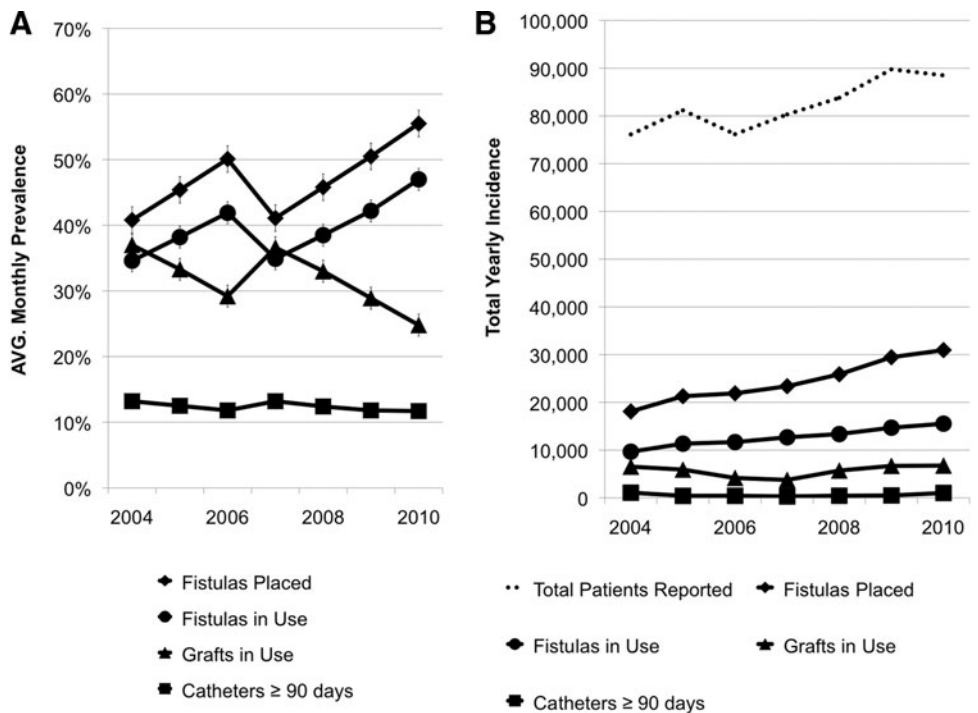 A
70%
60%
50%
40%
30%
20%
10%
0%
AVG. Monthly Prevalence
2004 2006 2008 2010
Fistulas Placed
Fistulas in Use
Grafts in Use
Catheters ≥ 90 days
B
100,000
90,000
80,000
70,000
60,000
50,000
40,000
30,000
20,000
10,000
0
Total Yearly Incidence
2004 2006 2008 2010
Total Patients Reported Fistulas Placed
Fistulas in Use Grafts in Use
Catheters ≥ 90 days